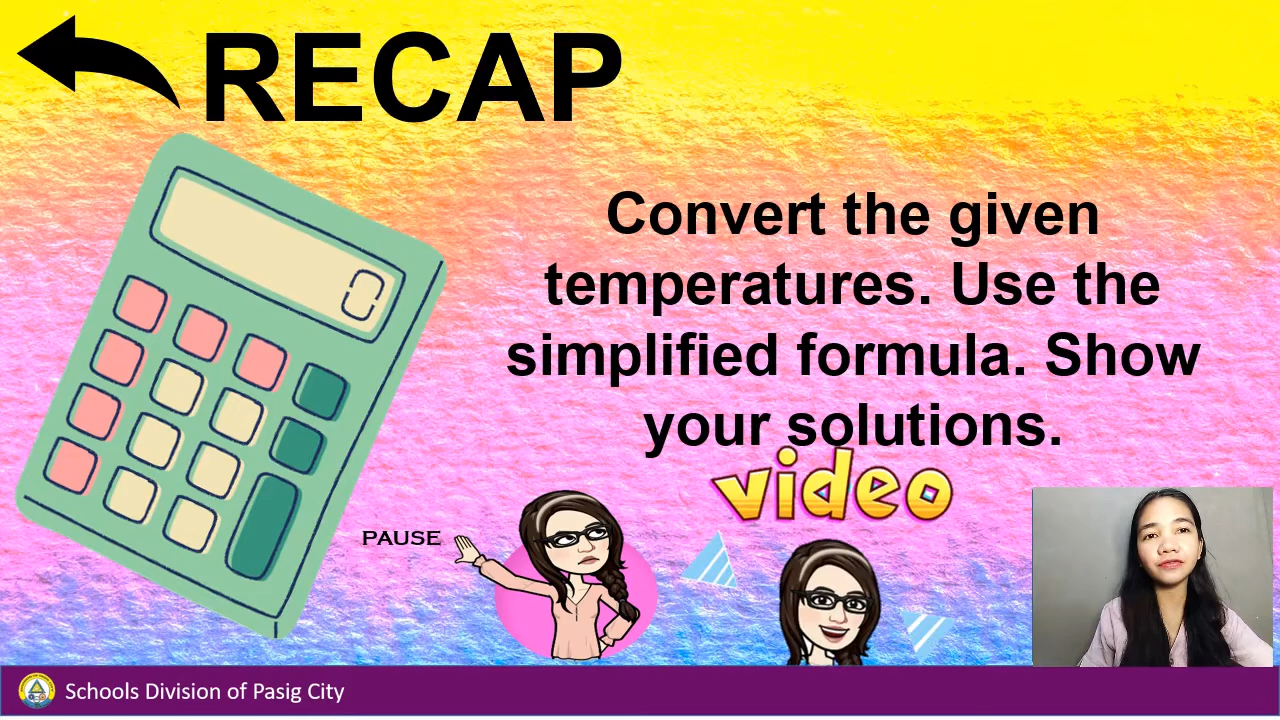 RECAP
Convert the given
temperatures. Use the
simplified formula. Show
your solutions.
video
PAUSE
0
Schools Division of Pasig City